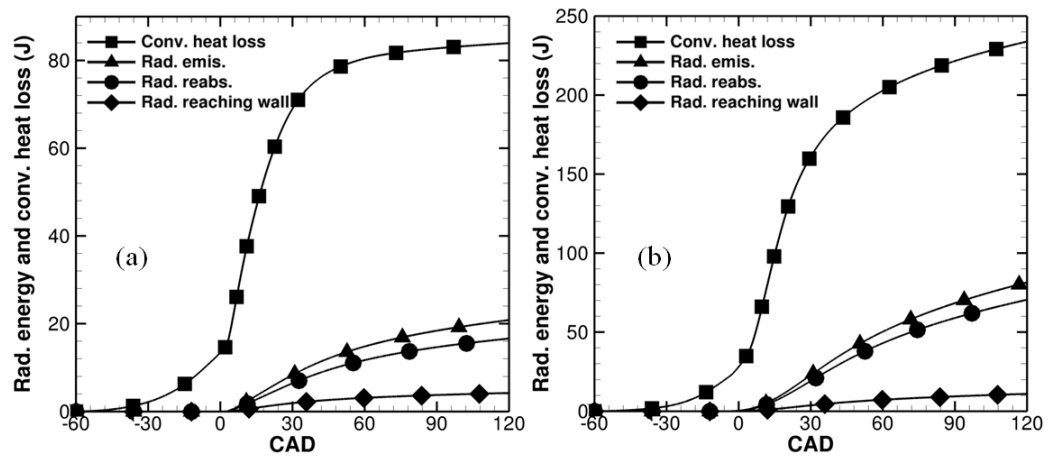 Rad. energy and conv. heat loss (J)
80
60
40
20
0
Conv. heat loss
Rad. emis.
Rad. reabs.
Rad. reaching wall
(a)
-60 -30 0 30 60 90 120
CAD
Rad. energy and conv. heat loss (J)
250
200
150
100
50
0
Conv. heat loss
Rad. emis.
Rad. reabs.
Rad. reaching wall
(b)
-60 -30 0 30 60 90 120
CAD